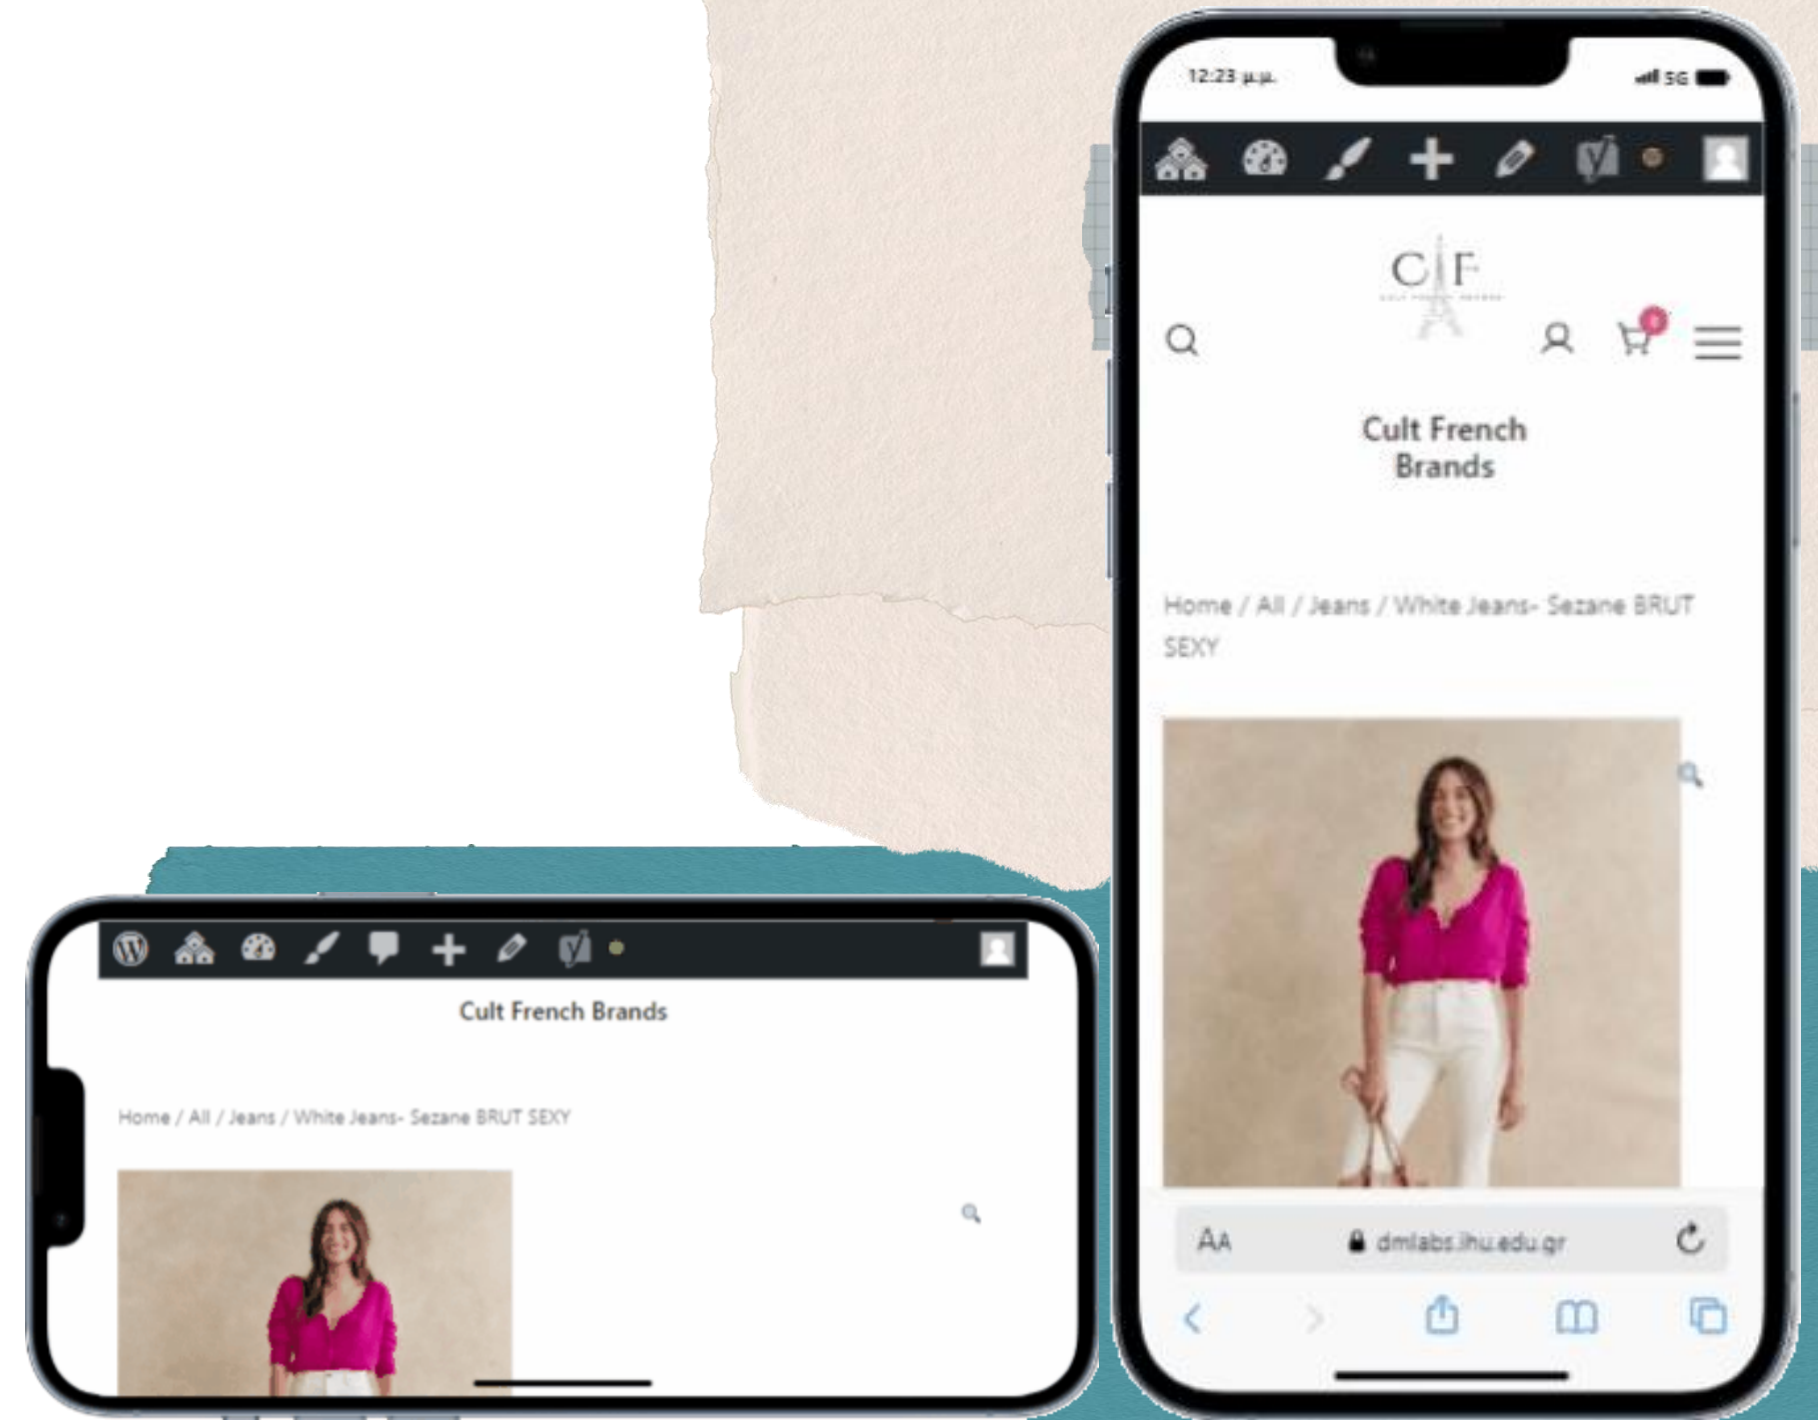 12:23 μ.μ.
5G
C F
Cult French
Brands
Home / All / Jeans / White Jeans- Sezane BRUT
SEXY
AA
dmlabs.ihu.edu.gr
Cult French Brands
Home / All / Jeans / White Jeans- Sezane BRUT SEXY